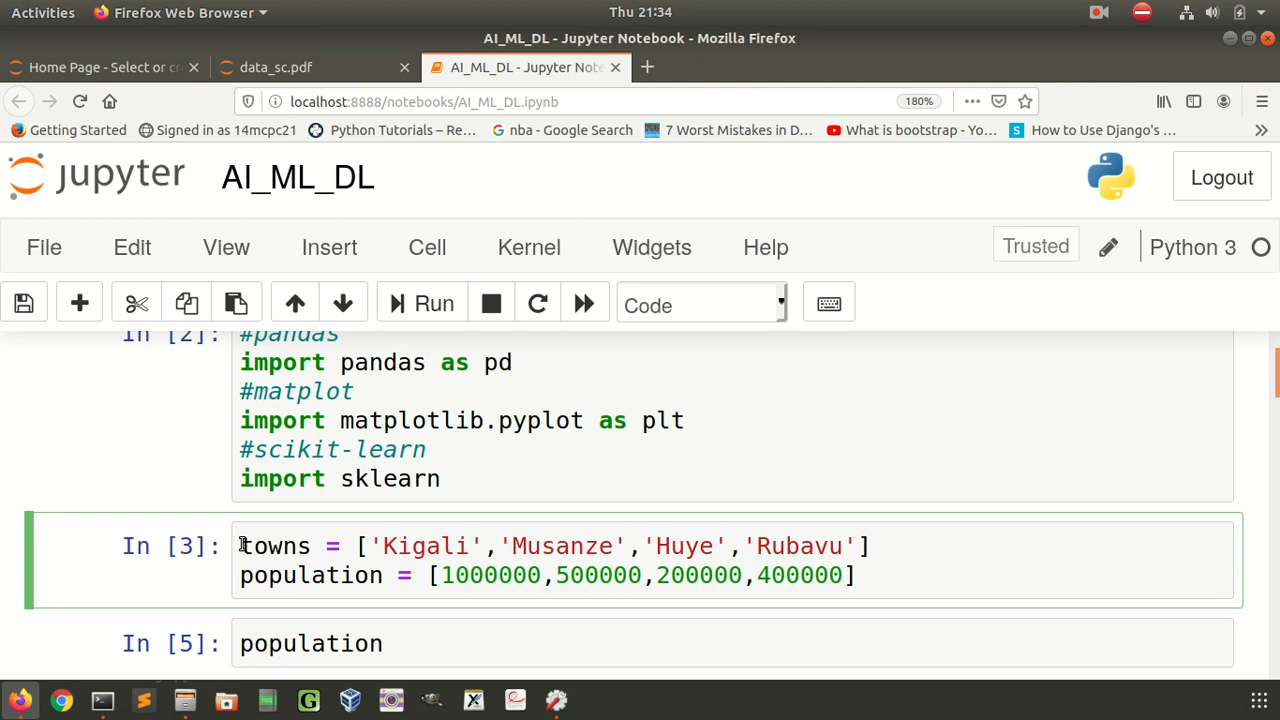 Activities Firefox Web Browser Thu 21:34
AI_ML_DL - Jupyter Notebook - Mozilla Firefox
Home Page - Select or cr data_sc.pdf AI_ML_DL - Jupyter Note
localhost:8888/notebooks/AI_ML_DL.ipynb 180%
Getting Started Signed in as 14mcpc21 Python Tutorials – Re… nba - Google Search 7 Worst Mistakes in D… What is bootstrap - Yo… How to Use Django's …
jupyter AI_ML_DL Logout
File Edit View Insert Cell Kernel Widgets Help Trusted Python 3
Run Code
In [2]: #pandas
import pandas as pd
#matplot
import matplotlib.pyplot as plt
#scikit-learn
import sklearn
In [3]: towns = ['Kigali','Musanze','Huye','Rubavu']
population = [1000000,500000,200000,400000]
In [5]: population